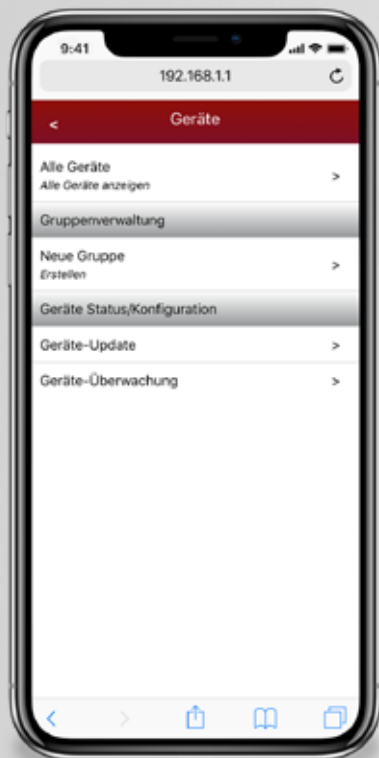 9:41
192.168.1.1
< Geräte
Alle Geräte >
Alle Geräte anzeigen
Gruppenverwaltung
Neue Gruppe >
Erstellen
Geräte Status/Konfiguration
Geräte-Update >
Geräte-Überwachung >